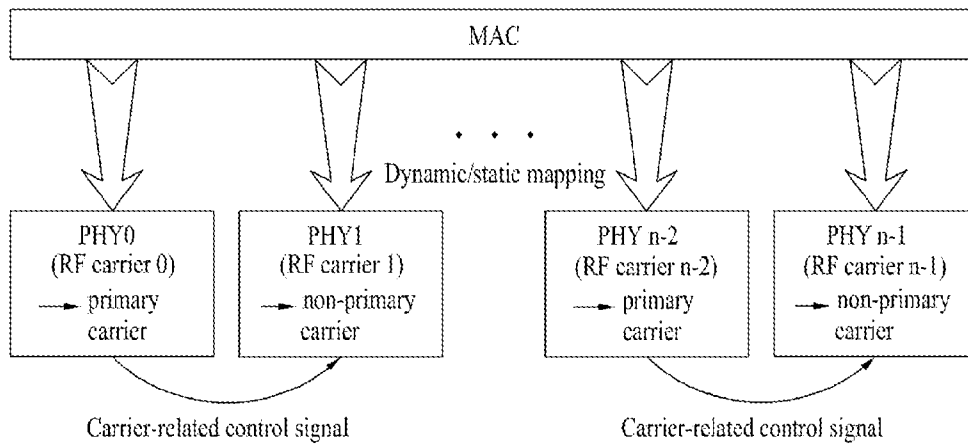 MAC
Dynamic/static mapping
PHY0
(RF carrier 0)
primary
carrier
PHY1
(RF carrier 1)
non-primary
carrier
PHY n-2
(RF carrier n-2)
primary
carrier
PHY n-1
(RF carrier n-1)
non-primary
carrier
Carrier-related control signal
Carrier-related control signal